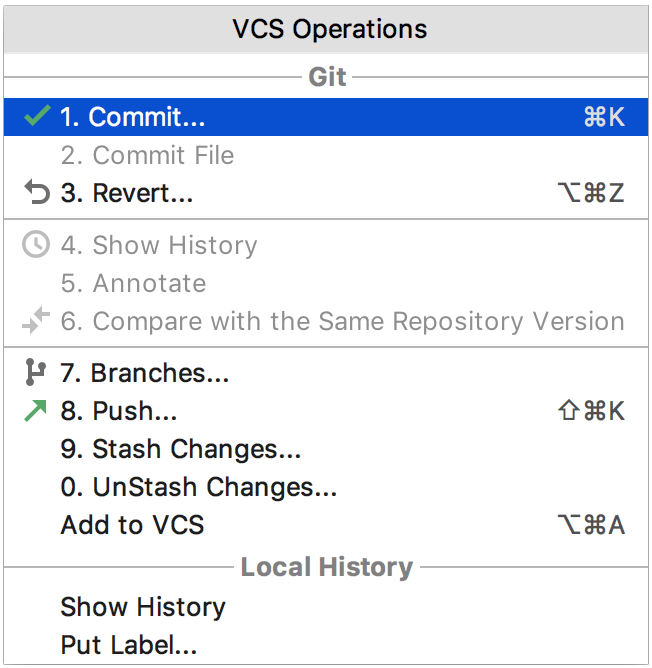 VCS Operations
Git
1. Commit... ⌘K
2. Commit File
3. Revert... ⌥⌘Z
4. Show History
5. Annotate
6. Compare with the Same Repository Version
7. Branches...
8. Push... ⇧⌘K
9. Stash Changes...
0. UnStash Changes...
Add to VCS ⌥⌘A
Local History
Show History
Put Label...